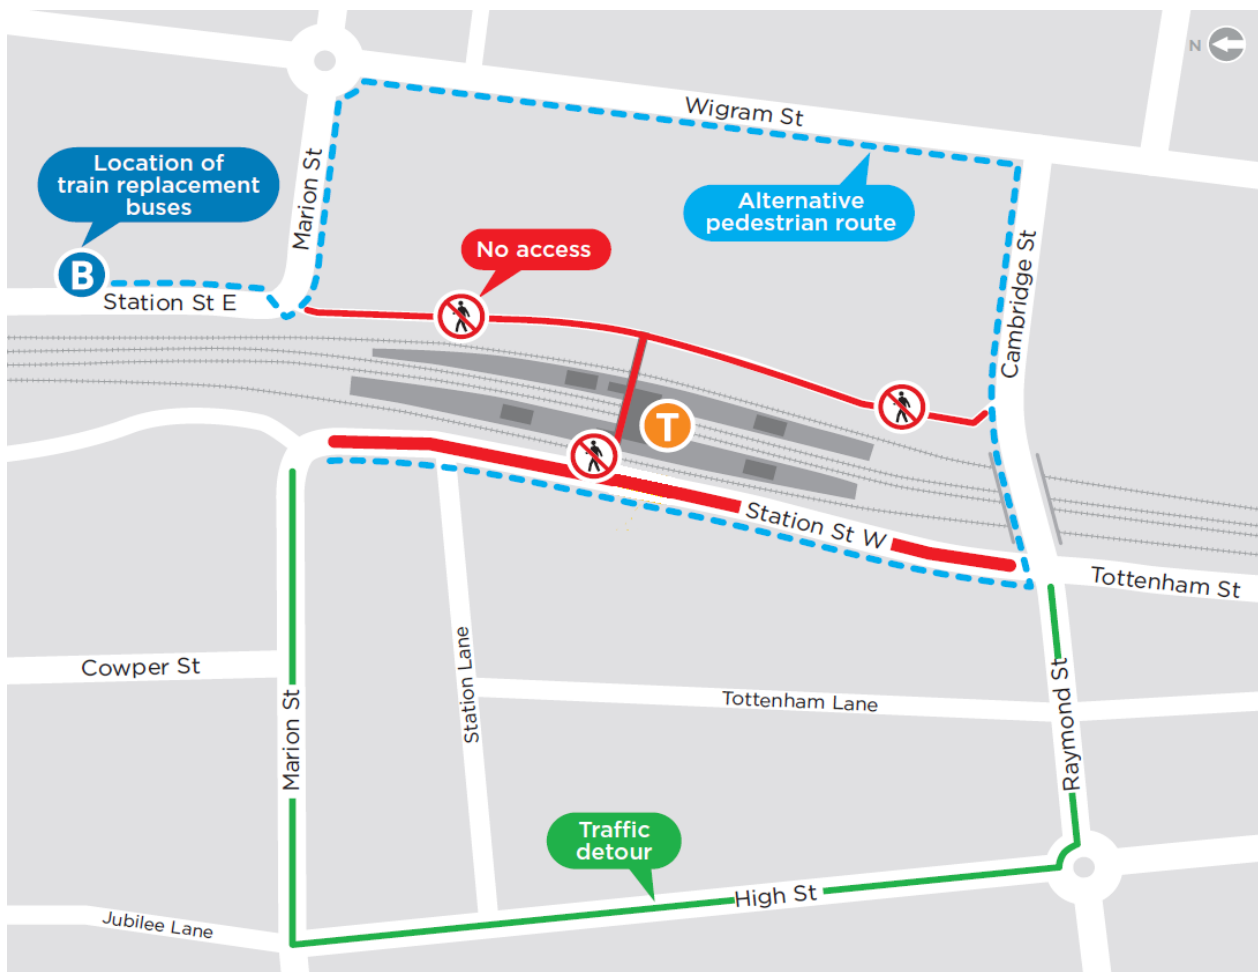 N
Wigram St
Location of
train replacement
buses
Marion St
Alternative
pedestrian route
No access
Cambridge St
B
Station St E
T
Station St W
Tottenham St
Cowper St
Station Lane
Tottenham Lane
Raymond St
Marion St
Traffic
detour
High St
Jubilee Lane